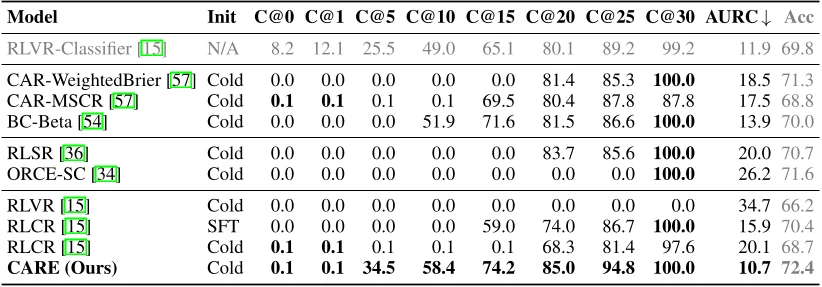 Model Init C@0 C@1 C@5 C@10 C@15 C@20 C@25 C@30 AURC↓ Acc
RLVR-Classifier [15] N/A 8.2 12.1 25.5 49.0 65.1 80.1 89.2 99.2 11.9 69.8
CAR-WeightedBrier [57] Cold 0.0 0.0 0.0 0.0 0.0 81.4 85.3 100.0 18.5 71.3
CAR-MSCR [57] Cold 0.1 0.1 0.1 0.1 69.5 80.4 87.8 87.8 17.5 68.8
BC-Beta [54] Cold 0.0 0.0 0.0 51.9 71.6 81.5 86.6 100.0 13.9 70.0
RLSR [36] Cold 0.0 0.0 0.0 0.0 0.0 83.7 85.6 100.0 20.0 70.7
ORCE-SC [34] Cold 0.0 0.0 0.0 0.0 0.0 0.0 0.0 100.0 26.2 71.6
RLVR [15] Cold 0.0 0.0 0.0 0.0 0.0 0.0 0.0 0.0 34.7 66.2
RLCR [15] SFT 0.0 0.0 0.0 0.0 59.0 74.0 86.7 100.0 15.9 70.4
RLCR [15] Cold 0.1 0.1 0.1 0.1 0.1 68.3 81.4 97.6 20.1 68.7
CARE (Ours) Cold 0.1 0.1 34.5 58.4 74.2 85.0 94.8 100.0 10.7 72.4